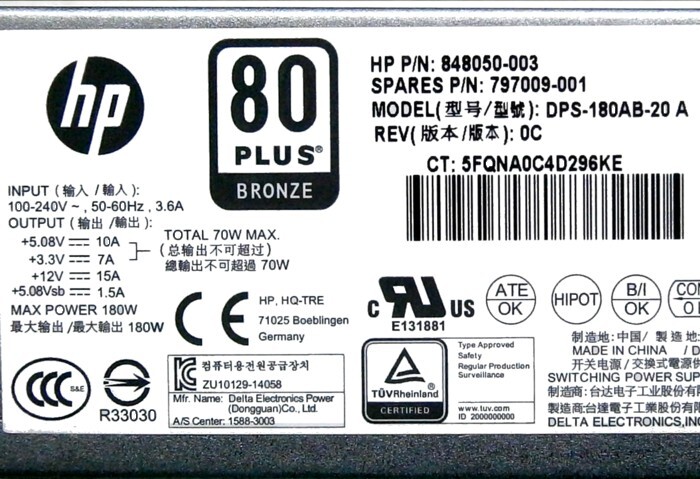 hp
80
PLUS®
BRONZE
HP P/N: 848050-003
SPARES P/N: 797009-001
MODEL(型号/型號): DPS-180AB-20 A
REV(版本/版本): 0C
CT: 5FQNA0C4D296KE
INPUT (输入 /輸入):
100-240V ~ , 50-60Hz , 3.6A
OUTPUT (输出 /輸出):
+5.08V 10A
+3.3V 7A
+12V 15A
+5.08Vsb 1.5A
TOTAL 70W MAX.
(总输出不可超过)
總輸出不可超過 70W
MAX POWER 180W
最大输出 /最大輸出 180W
CE
HP, HQ-TRE
71025 Boeblingen
Germany
c UR US
E131881
ATE
OK
HIPOT
B/I
OK
CCC S&E
R33030
컴퓨터용전원공급장치
ZU10129-14058
Mfr. Name: Delta Electronics Power
(Dongguan)Co., Ltd.
A/S Center: 1588-3003
TÜVRheinland
CERTIFIED
Type Approved
Safety
Regular Production
Surveillance
www.tuv.com
ID 2000000000
制造地: 中国/ 製造地:
MADE IN CHINA /
开关电源/交換式電源
SWITCHING POWER SUP
制造商: 台达电子工业股份有
製造商:台達電子工業股份有
DELTA ELECTRONICS,INC